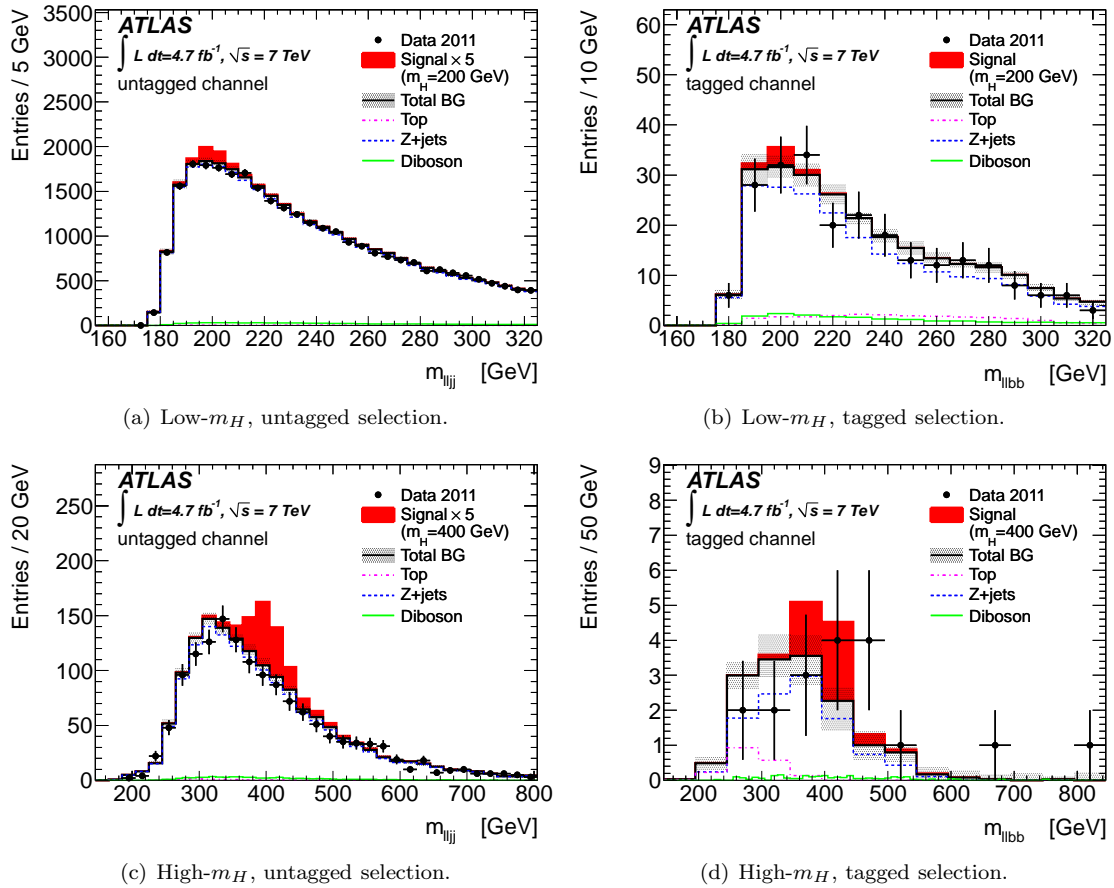 ATLAS
∫ L dt=4.7 fb⁻¹, √s = 7 TeV
untagged channel
Data 2011
Signal × 5
(m_H=200 GeV)
Total BG
Top
Z+jets
Diboson
Entries / 5 GeV
3500
3000
2500
2000
1500
1000
500
0
160 180 200 220 240 260 280 300 320
m_lljj [GeV]
(a) Low-m_H, untagged selection.
ATLAS
∫ L dt=4.7 fb⁻¹, √s = 7 TeV
tagged channel
Data 2011
Signal × 5
(m_H=200 GeV)
Total BG
Top
Z+jets
Diboson
Entries / 10 GeV
60
50
40
30
20
10
0
160 180 200 220 240 260 280 300 320
m_llbb [GeV]
(b) Low-m_H, tagged selection.
ATLAS
∫ L dt=4.7 fb⁻¹, √s = 7 TeV
untagged channel
Data 2011
Signal × 5
(m_H=400 GeV)
Total BG
Top
Z+jets
Diboson
Entries / 20 GeV
250
200
150
100
50
0
200 300 400 500 600 700 800
m_lljj [GeV]
(c) High-m_H, untagged selection.
ATLAS
∫ L dt=4.7 fb⁻¹, √s = 7 TeV
tagged channel
Data 2011
Signal
(m_H=400 GeV)
Total BG
Top
Z+jets
Diboson
Entries / 50 GeV
9
8
7
6
5
4
3
2
1
0
200 300 400 500 600 700 800
m_llbb [GeV]
(d) High-m_H, tagged selection.